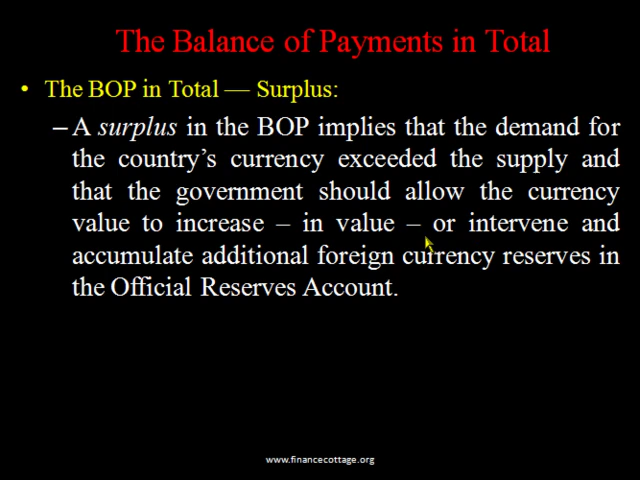 The Balance of Payments in Total
• The BOP in Total — Surplus:
– A surplus in the BOP implies that the demand for
the country's currency exceeded the supply and
that the government should allow the currency
value to increase – in value – or intervene and
accumulate additional foreign currency reserves in
the Official Reserves Account.
www.financecottage.org